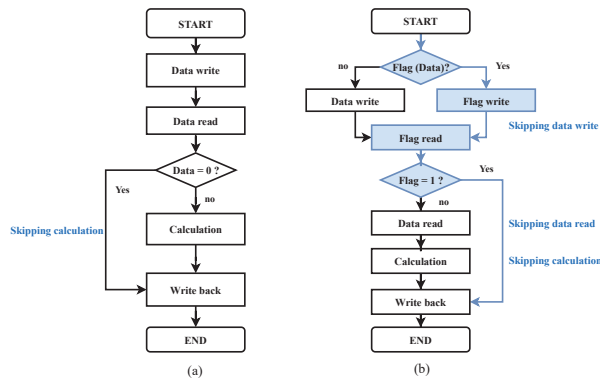 START
Data write
Data read
Data = 0 ?
Yes
no
Skipping calculation
Calculation
Write back
END
(a)
START
Flag (Data)?
no
Yes
Data write
Flag write
Skipping data write
Flag read
Flag = 1 ?
Yes
no
Data read
Skipping data read
Calculation
Skipping calculation
Write back
END
(b)